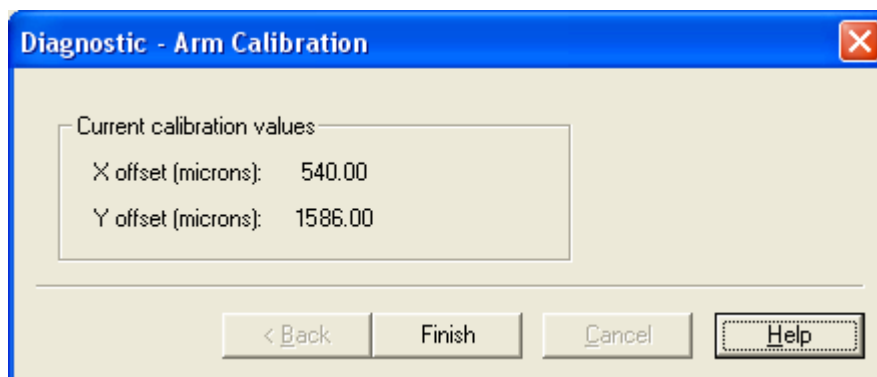 Diagnostic - Arm Calibration
Current calibration values
X offset (microns): 540.00
Y offset (microns): 1586.00
< Back Finish Cancel Help